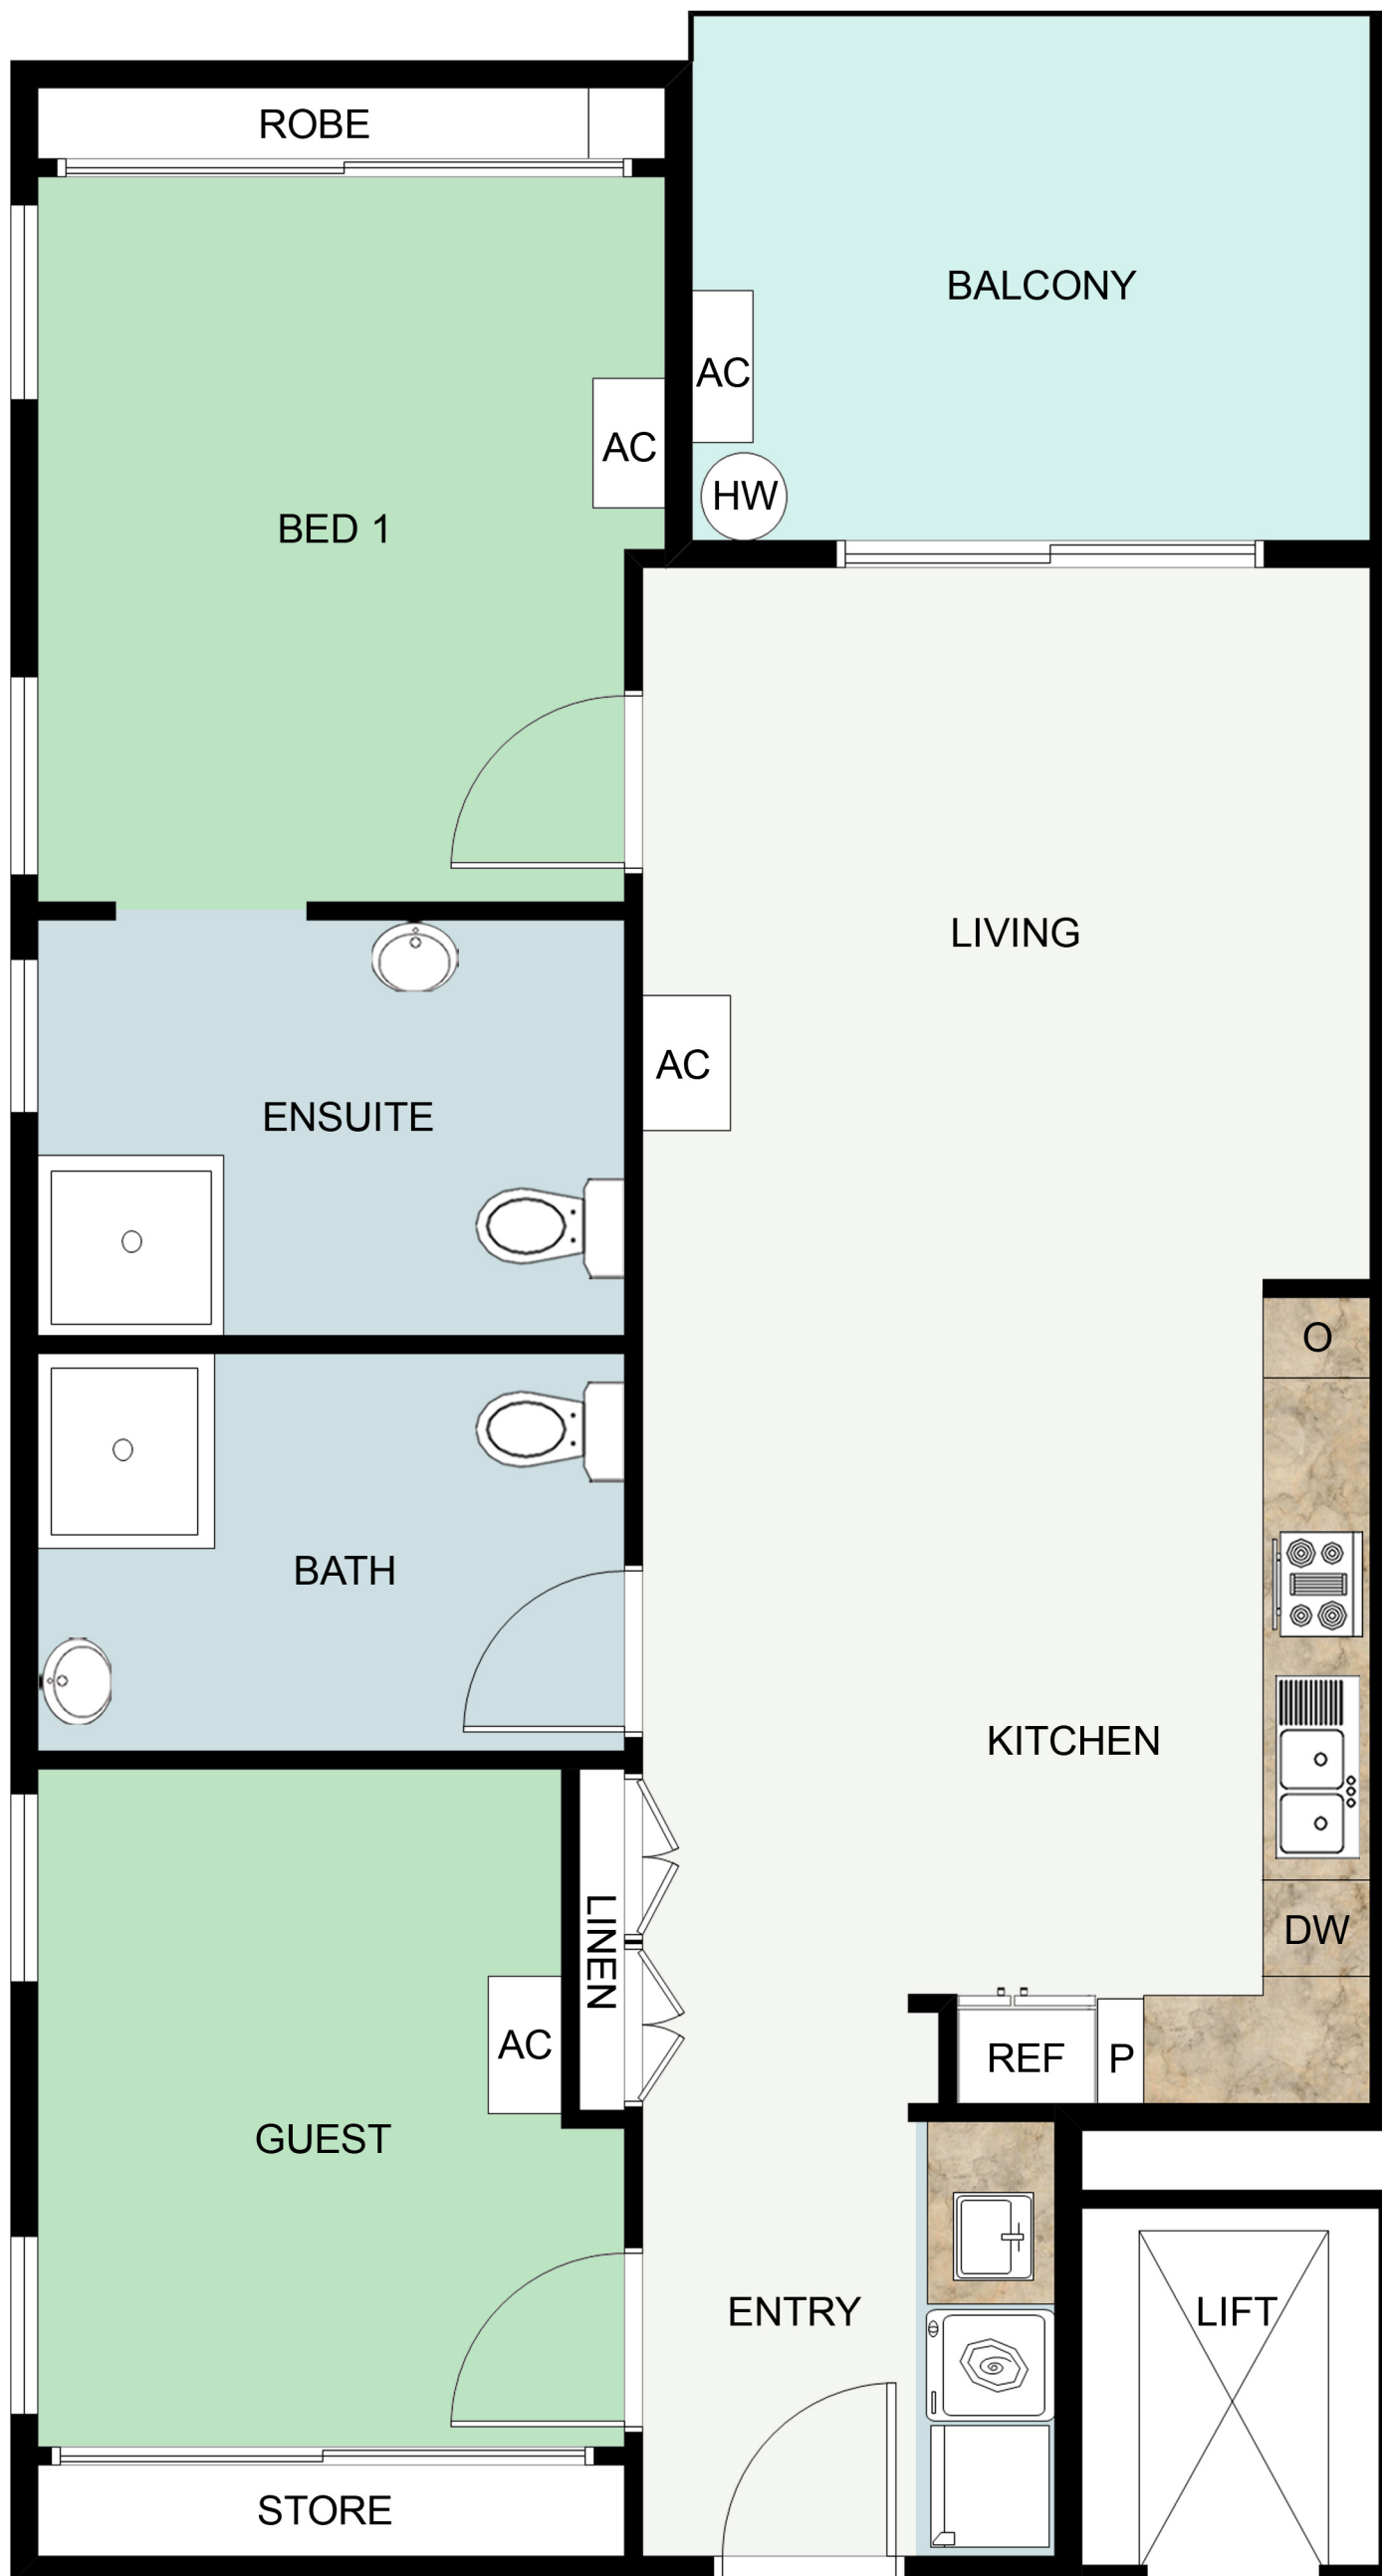 ROBE
BALCONY
AC
AC
HW
BED 1
LIVING
AC
ENSUITE
O
BATH
KITCHEN
LINEN
DW
AC
REF
P
GUEST
ENTRY
LIFT
STORE